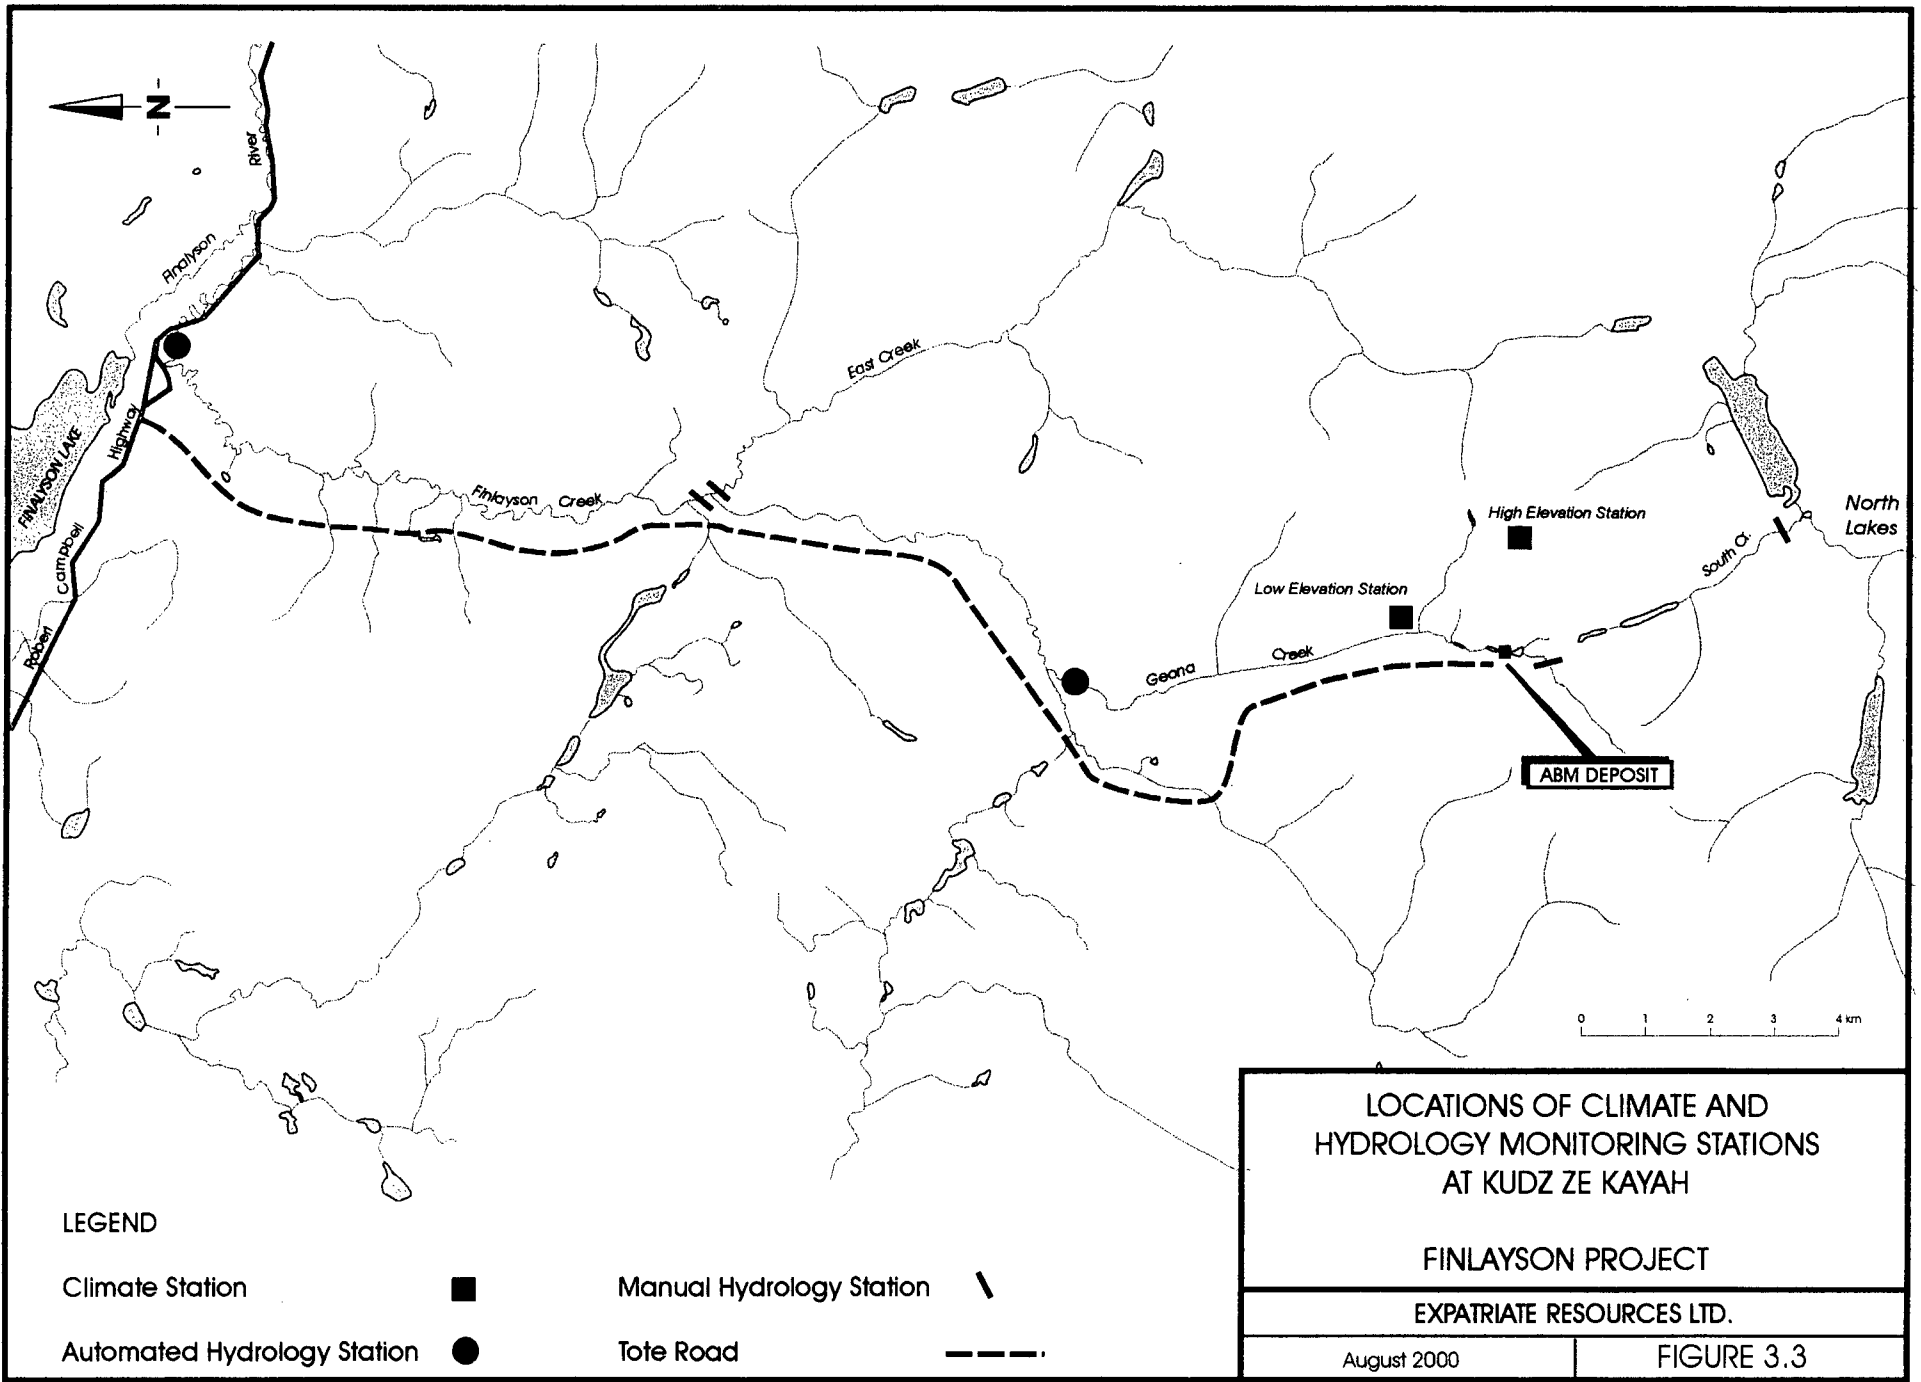 N
River
Finalyson
FINALYSON LAKE
Highway
Campbell
Robert
East Creek
Finlayson Creek
High Elevation Station
North
Lakes
South Cr.
Low Elevation Station
Geona Creek
ABM DEPOSIT
0 1 2 3 4 km
LOCATIONS OF CLIMATE AND
HYDROLOGY MONITORING STATIONS
AT KUDZ ZE KAYAH
FINLAYSON PROJECT
EXPATRIATE RESOURCES LTD.
August 2000
FIGURE 3.3
LEGEND
Climate Station
Manual Hydrology Station
Automated Hydrology Station
Tote Road